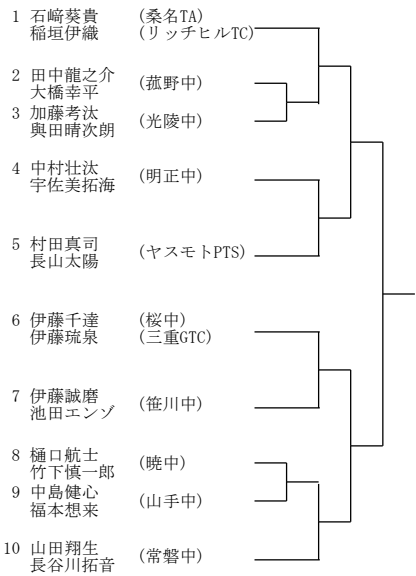 1 石﨑葵貴 (桑名TA)
稲垣伊織 (リッチヒルTC)
2 田中龍之介
大橋幸平 (菰野中)
3 加藤考汰
與田晴次朗 (光陵中)
4 中村壮汰
宇佐美拓海 (明正中)
5 村田真司
長山太陽 (ヤスモトPTS)
6 伊藤千達 (桜中)
伊藤琉泉 (三重GTC)
7 伊藤誠磨
池田エンゾ (笹川中)
8 樋口航士
竹下慎一郎 (暁中)
9 中島健心
福本想来 (山手中)
10 山田翔生
長谷川拓音 (常磐中)